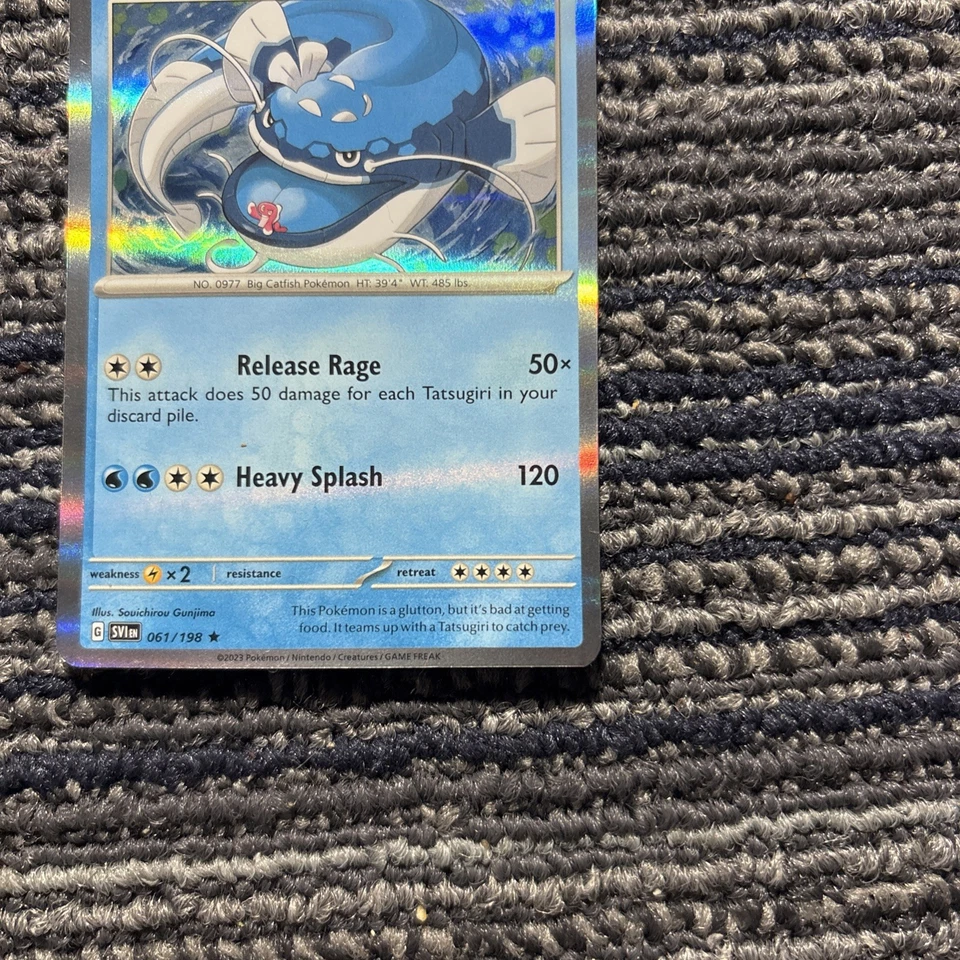 NO. 0977 Big Catfish Pokémon HT: 39'4" WT: 485 lbs.
Release Rage 50×
This attack does 50 damage for each Tatsugiri in your
discard pile.
Heavy Splash 120
weakness ×2 resistance retreat
Illus. Souichirou Gunjima
This Pokémon is a glutton, but it's bad at getting
food. It teams up with a Tatsugiri to catch prey.
G SVI EN 061/198 ★
©2023 Pokémon / Nintendo / Creatures / GAME FREAK